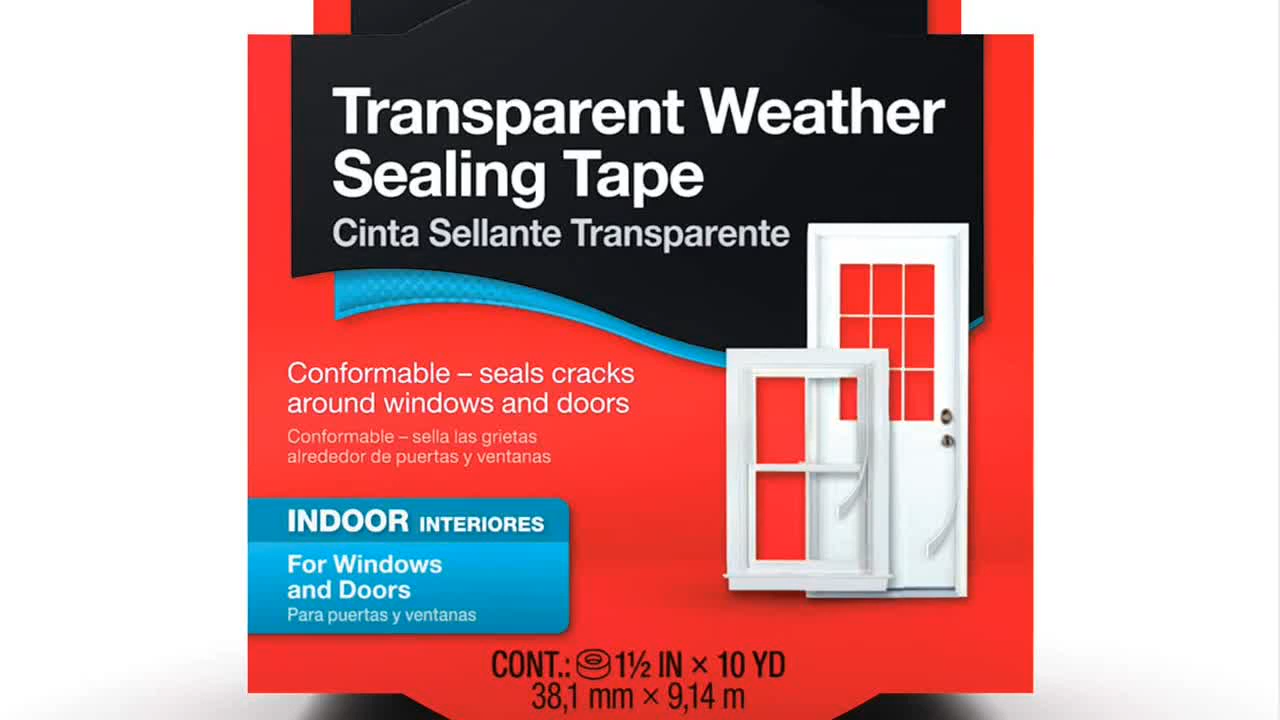 Transparent Weather
Sealing Tape
Cinta Sellante Transparente
Conformable – seals cracks
around windows and doors
Conformable – sella las grietas
alrededor de puertas y ventanas
INDOOR INTERIORES
For Windows
and Doors
Para puertas y ventanas
CONT.: 1½ IN × 10 YD
38,1 mm × 9,14 m